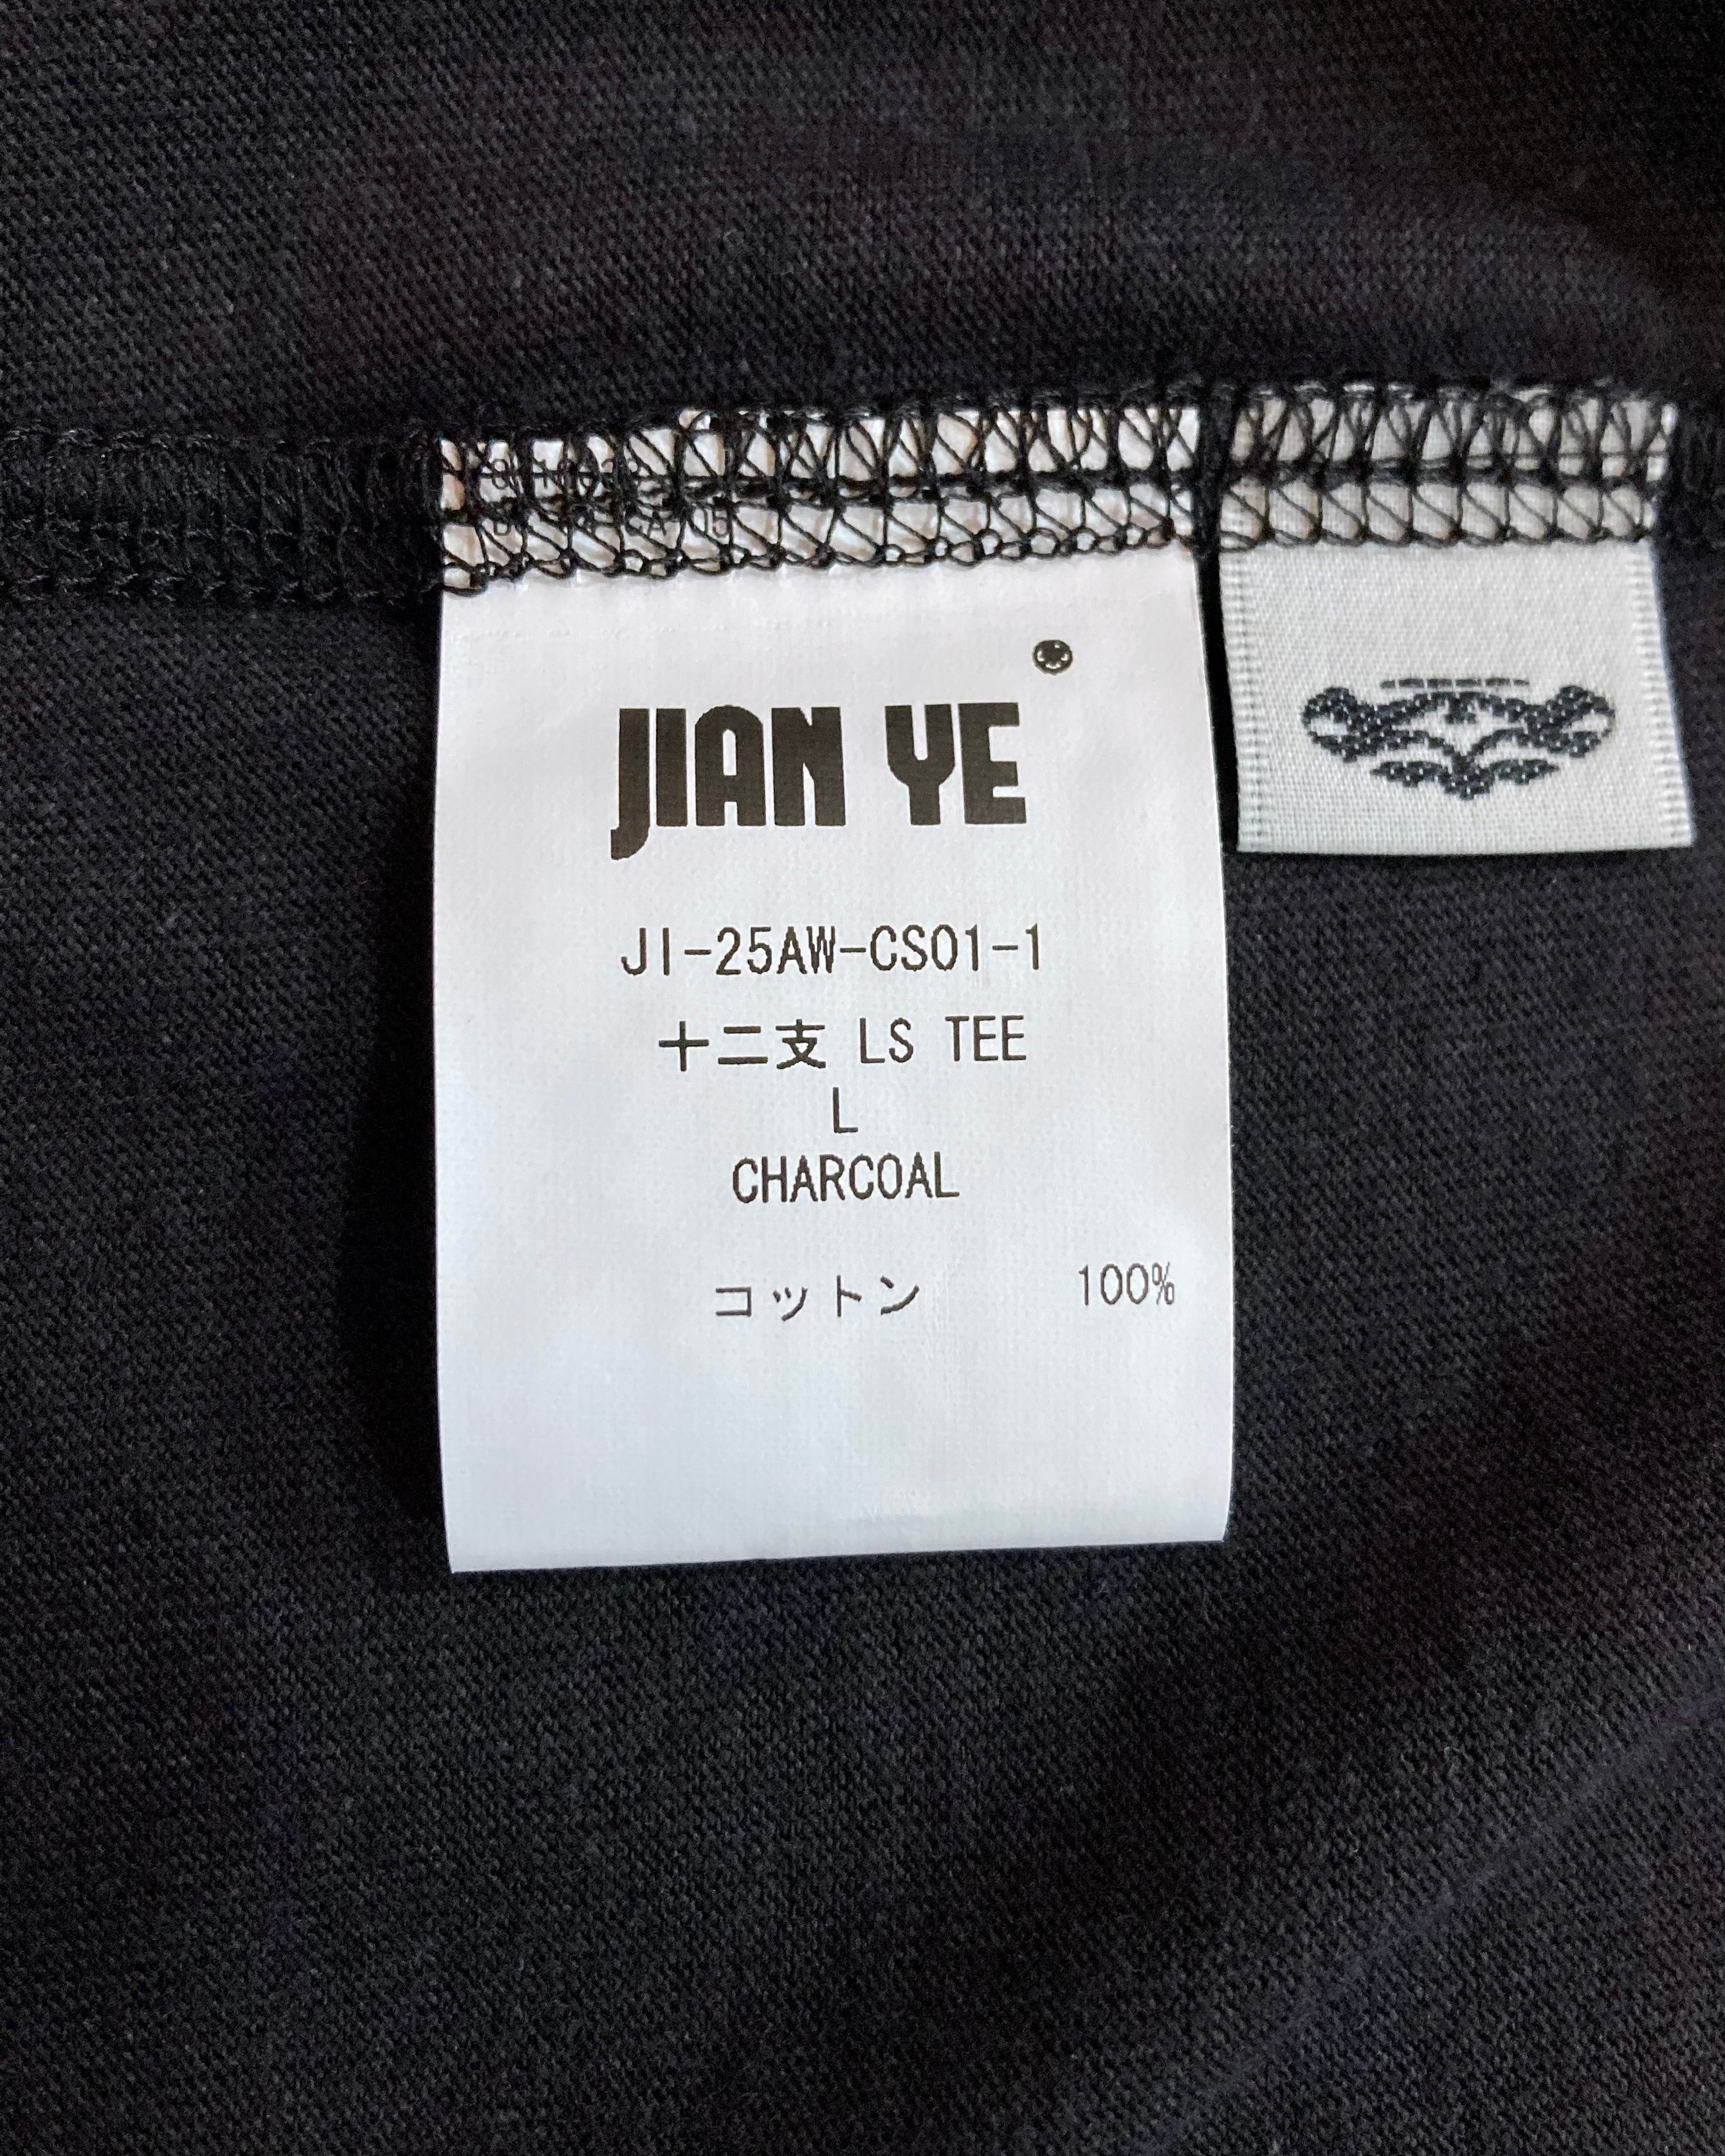 JIAN YE
JI-25AW-CS01-1
十二支 LS TEE
L
CHARCOAL
コットン 100%